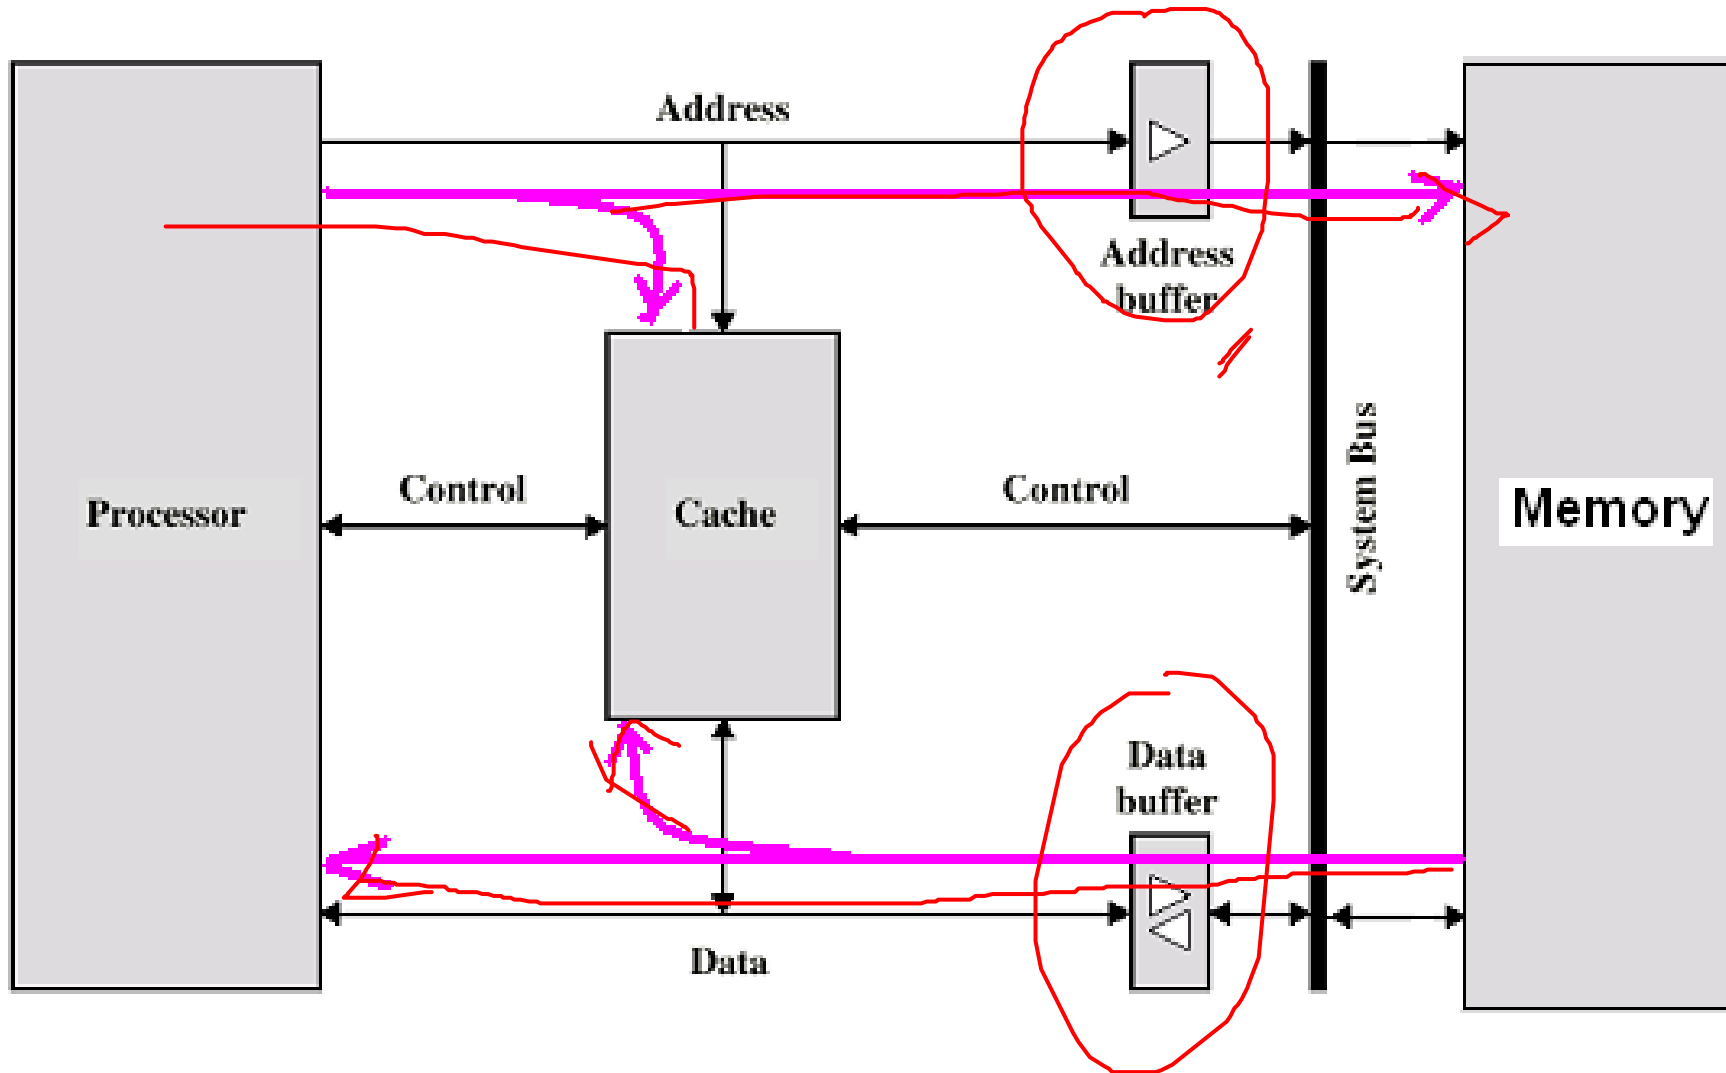 Address
Address
buffer
Control
Control
Processor
Cache
System Bus
Memory
Data
buffer
Data